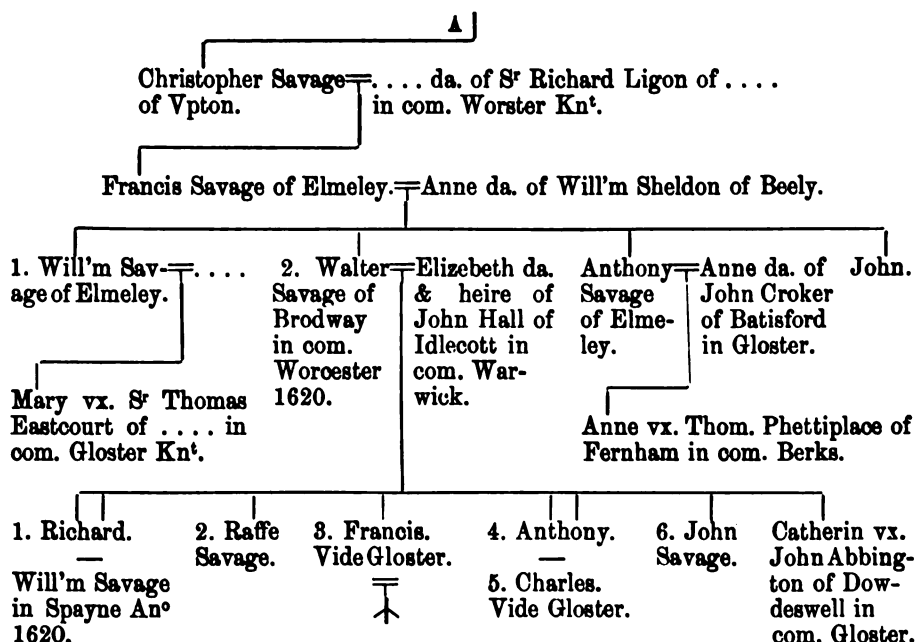 A
Christopher Savage=.... da. of Sʳ Richard Ligon of ....
of Vpton.
in com. Worster Knᵗ.
Francis Savage of Elmeley.=Anne da. of Will'm Sheldon of Beely.
1. Will'm Sav-=....
age of Elmeley.
2. Walter=
Savage of
Brodway
in com.
Worcester
1620.
Elizebeth da.
& heire of
John Hall of
Idlecott in
com. War-
wick.
Anthony=
Savage
of Elme-
ley.
Anne da. of
John Croker
of Batisford
in Gloster.
John.
Mary vx. Sʳ Thomas
Eastcourt of .... in
com. Gloster Knᵗ.
Anne vx. Thom. Phettiplace of
Fernham in com. Berks.
1. Richard.
—
Will'm Savage
in Spayne Anᵒ
1620.
2. Raffe
Savage.
3. Francis.
Vide Gloster.
4. Anthony.
—
5. Charles.
Vide Gloster.
6. John
Savage.
Catherin vx.
John Abbing-
ton of Dow-
deswell in
com. Gloster.